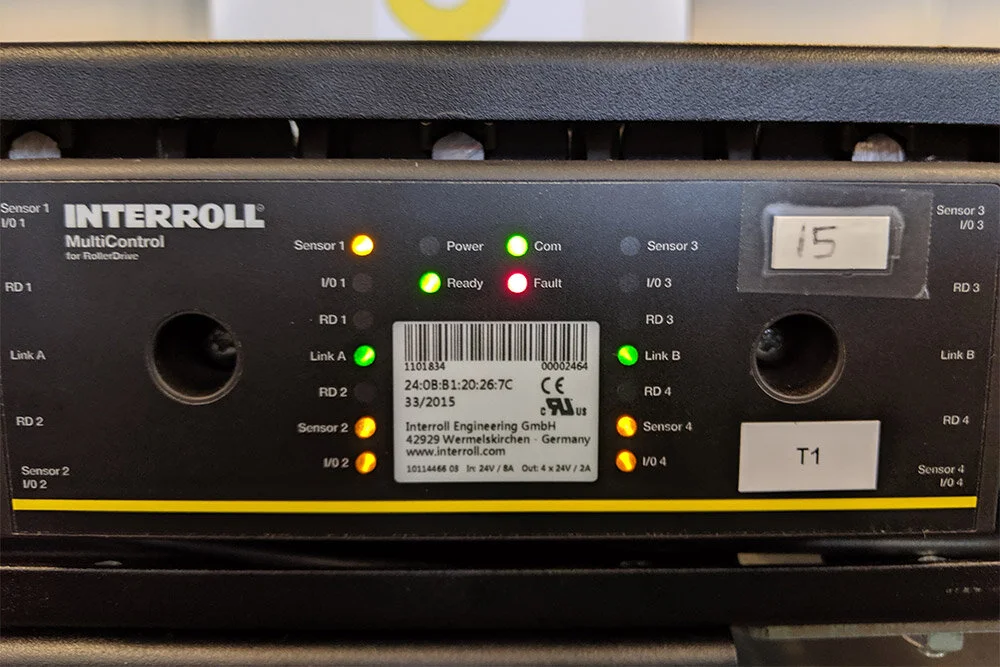 Sensor 1
I/O 1
RD 1
Link A
RD 2
Sensor 2
I/O 2
INTERROLL®
MultiControl
for RollerDrive
Sensor 1
I/O 1
RD 1
Link A
RD 2
Sensor 2
I/O 2
Power
Com
Ready
Fault
1101834 00002464
24:0B:B1:20:26:7C
33/2015
CE
c RU US
Interroll Engineering GmbH
42929 Wermelskirchen - Germany
www.interroll.com
10114466 03 In: 24V / 8A Out: 4 x 24V / 2A
Sensor 3
I/O 3
RD 3
Link B
RD 4
Sensor 4
I/O 4
15
T1
Sensor 3
I/O 3
RD 3
Link B
RD 4
Sensor 4
I/O 4